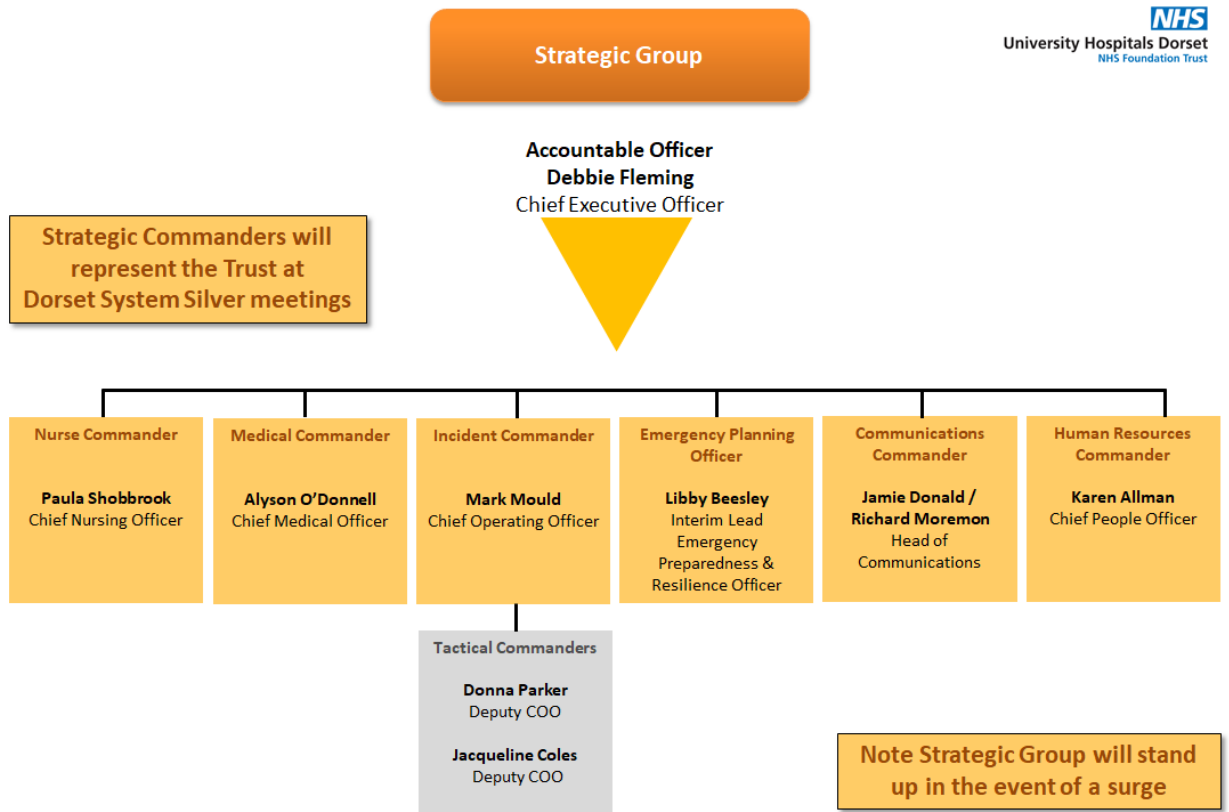 Strategic Group
NHS
University Hospitals Dorset
NHS Foundation Trust
Accountable Officer
Debbie Fleming
Chief Executive Officer
Strategic Commanders will
represent the Trust at
Dorset System Silver meetings
Nurse Commander
Paula Shobbrook
Chief Nursing Officer
Medical Commander
Alyson O’Donnell
Chief Medical Officer
Incident Commander
Mark Mould
Chief Operating Officer
Emergency Planning
Officer
Libby Beesley
Interim Lead
Emergency
Preparedness &
Resilience Officer
Communications
Commander
Jamie Donald /
Richard Moremon
Head of
Communications
Human Resources
Commander
Karen Allman
Chief People Officer
Tactical Commanders
Donna Parker
Deputy COO
Jacqueline Coles
Deputy COO
Note Strategic Group will stand
up in the event of a surge